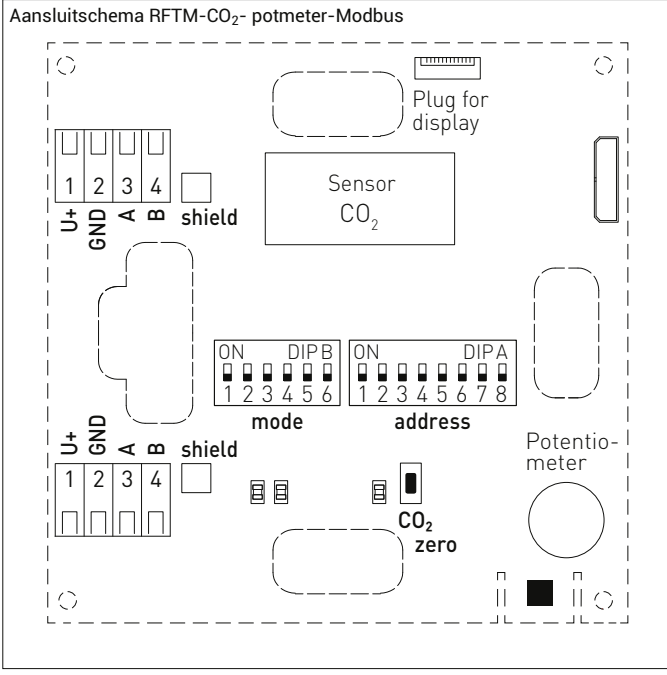 Aansluitschema RFTM-CO₂- potmeter-Modbus
Plug for
display
1 2 3 4
U+ GND A B shield
Sensor
CO₂
ON DIP B
1 2 3 4 5 6
mode
ON DIP A
1 2 3 4 5 6 7 8
address
U+ GND A B shield
1 2 3 4
Potentio-
meter
CO₂
zero